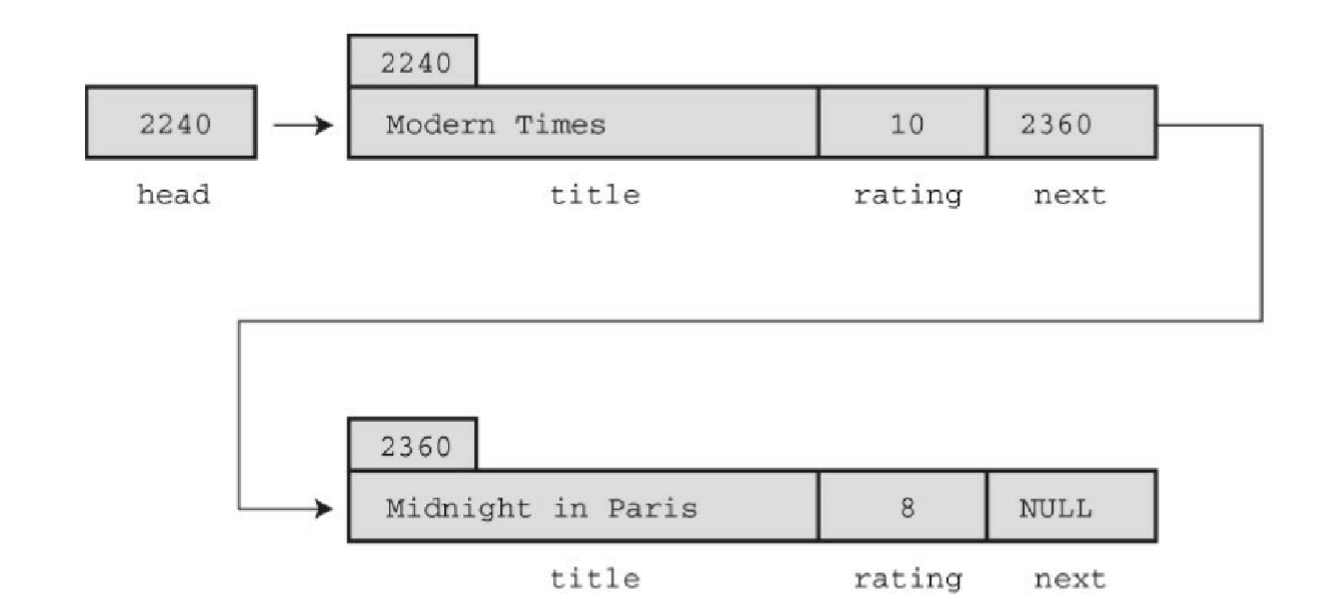 2240
2240 Modern Times 10 2360
head title rating next
2360
Midnight in Paris 8 NULL
title rating next